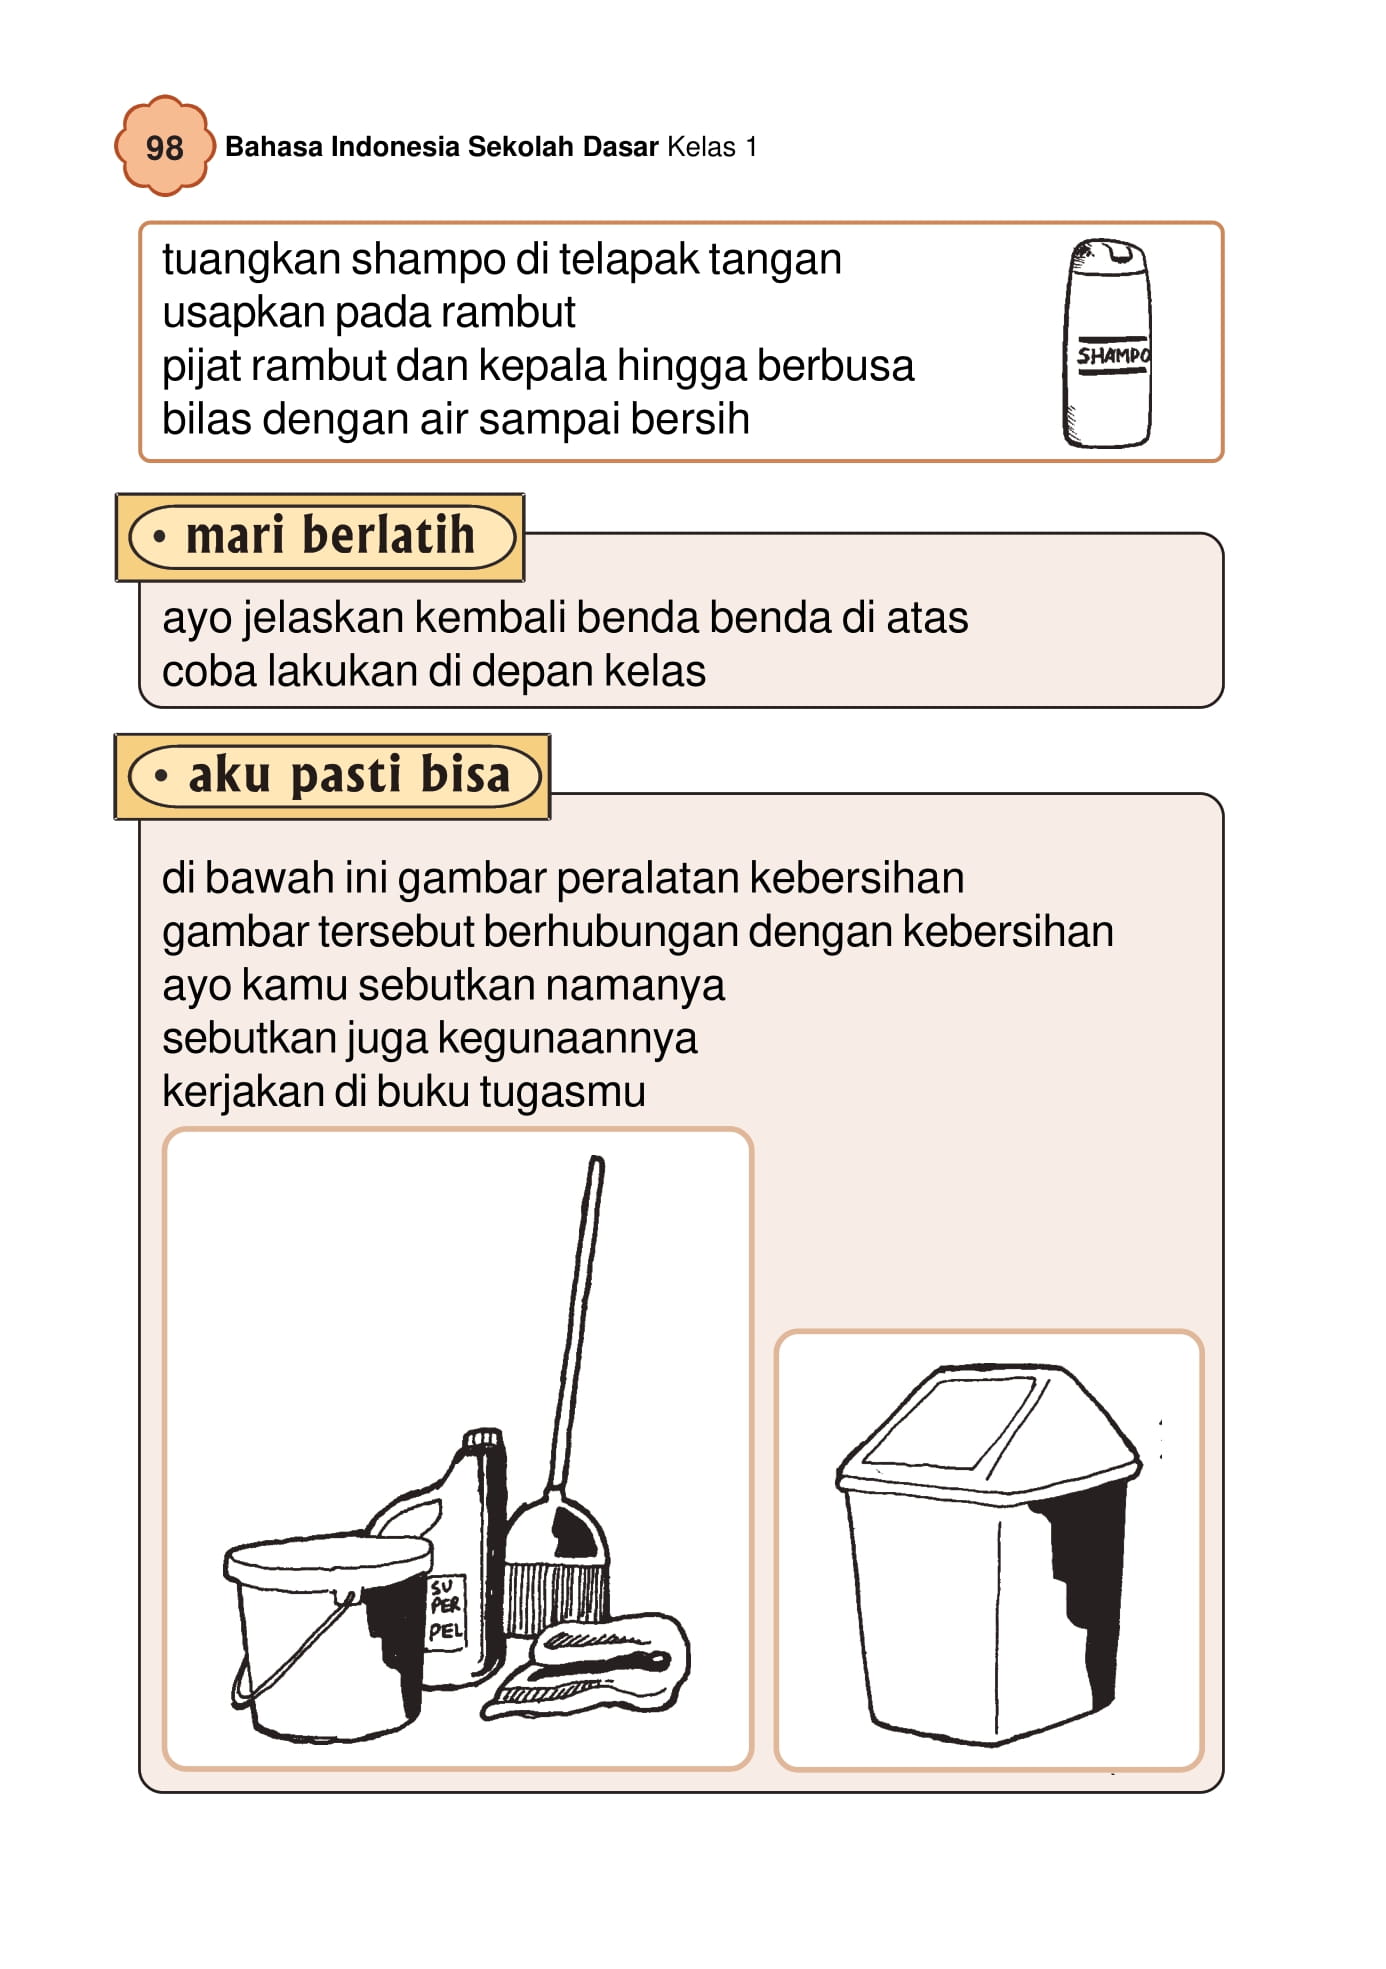 98
Bahasa Indonesia Sekolah Dasar Kelas 1
tuangkan shampo di telapak tangan
usapkan pada rambut
pijat rambut dan kepala hingga berbusa
bilas dengan air sampai bersih
SHAMPO
• mari berlatih
ayo jelaskan kembali benda benda di atas
coba lakukan di depan kelas
• aku pasti bisa
di bawah ini gambar peralatan kebersihan
gambar tersebut berhubungan dengan kebersihan
ayo kamu sebutkan namanya
sebutkan juga kegunaannya
kerjakan di buku tugasmu
SU
PER
PEL